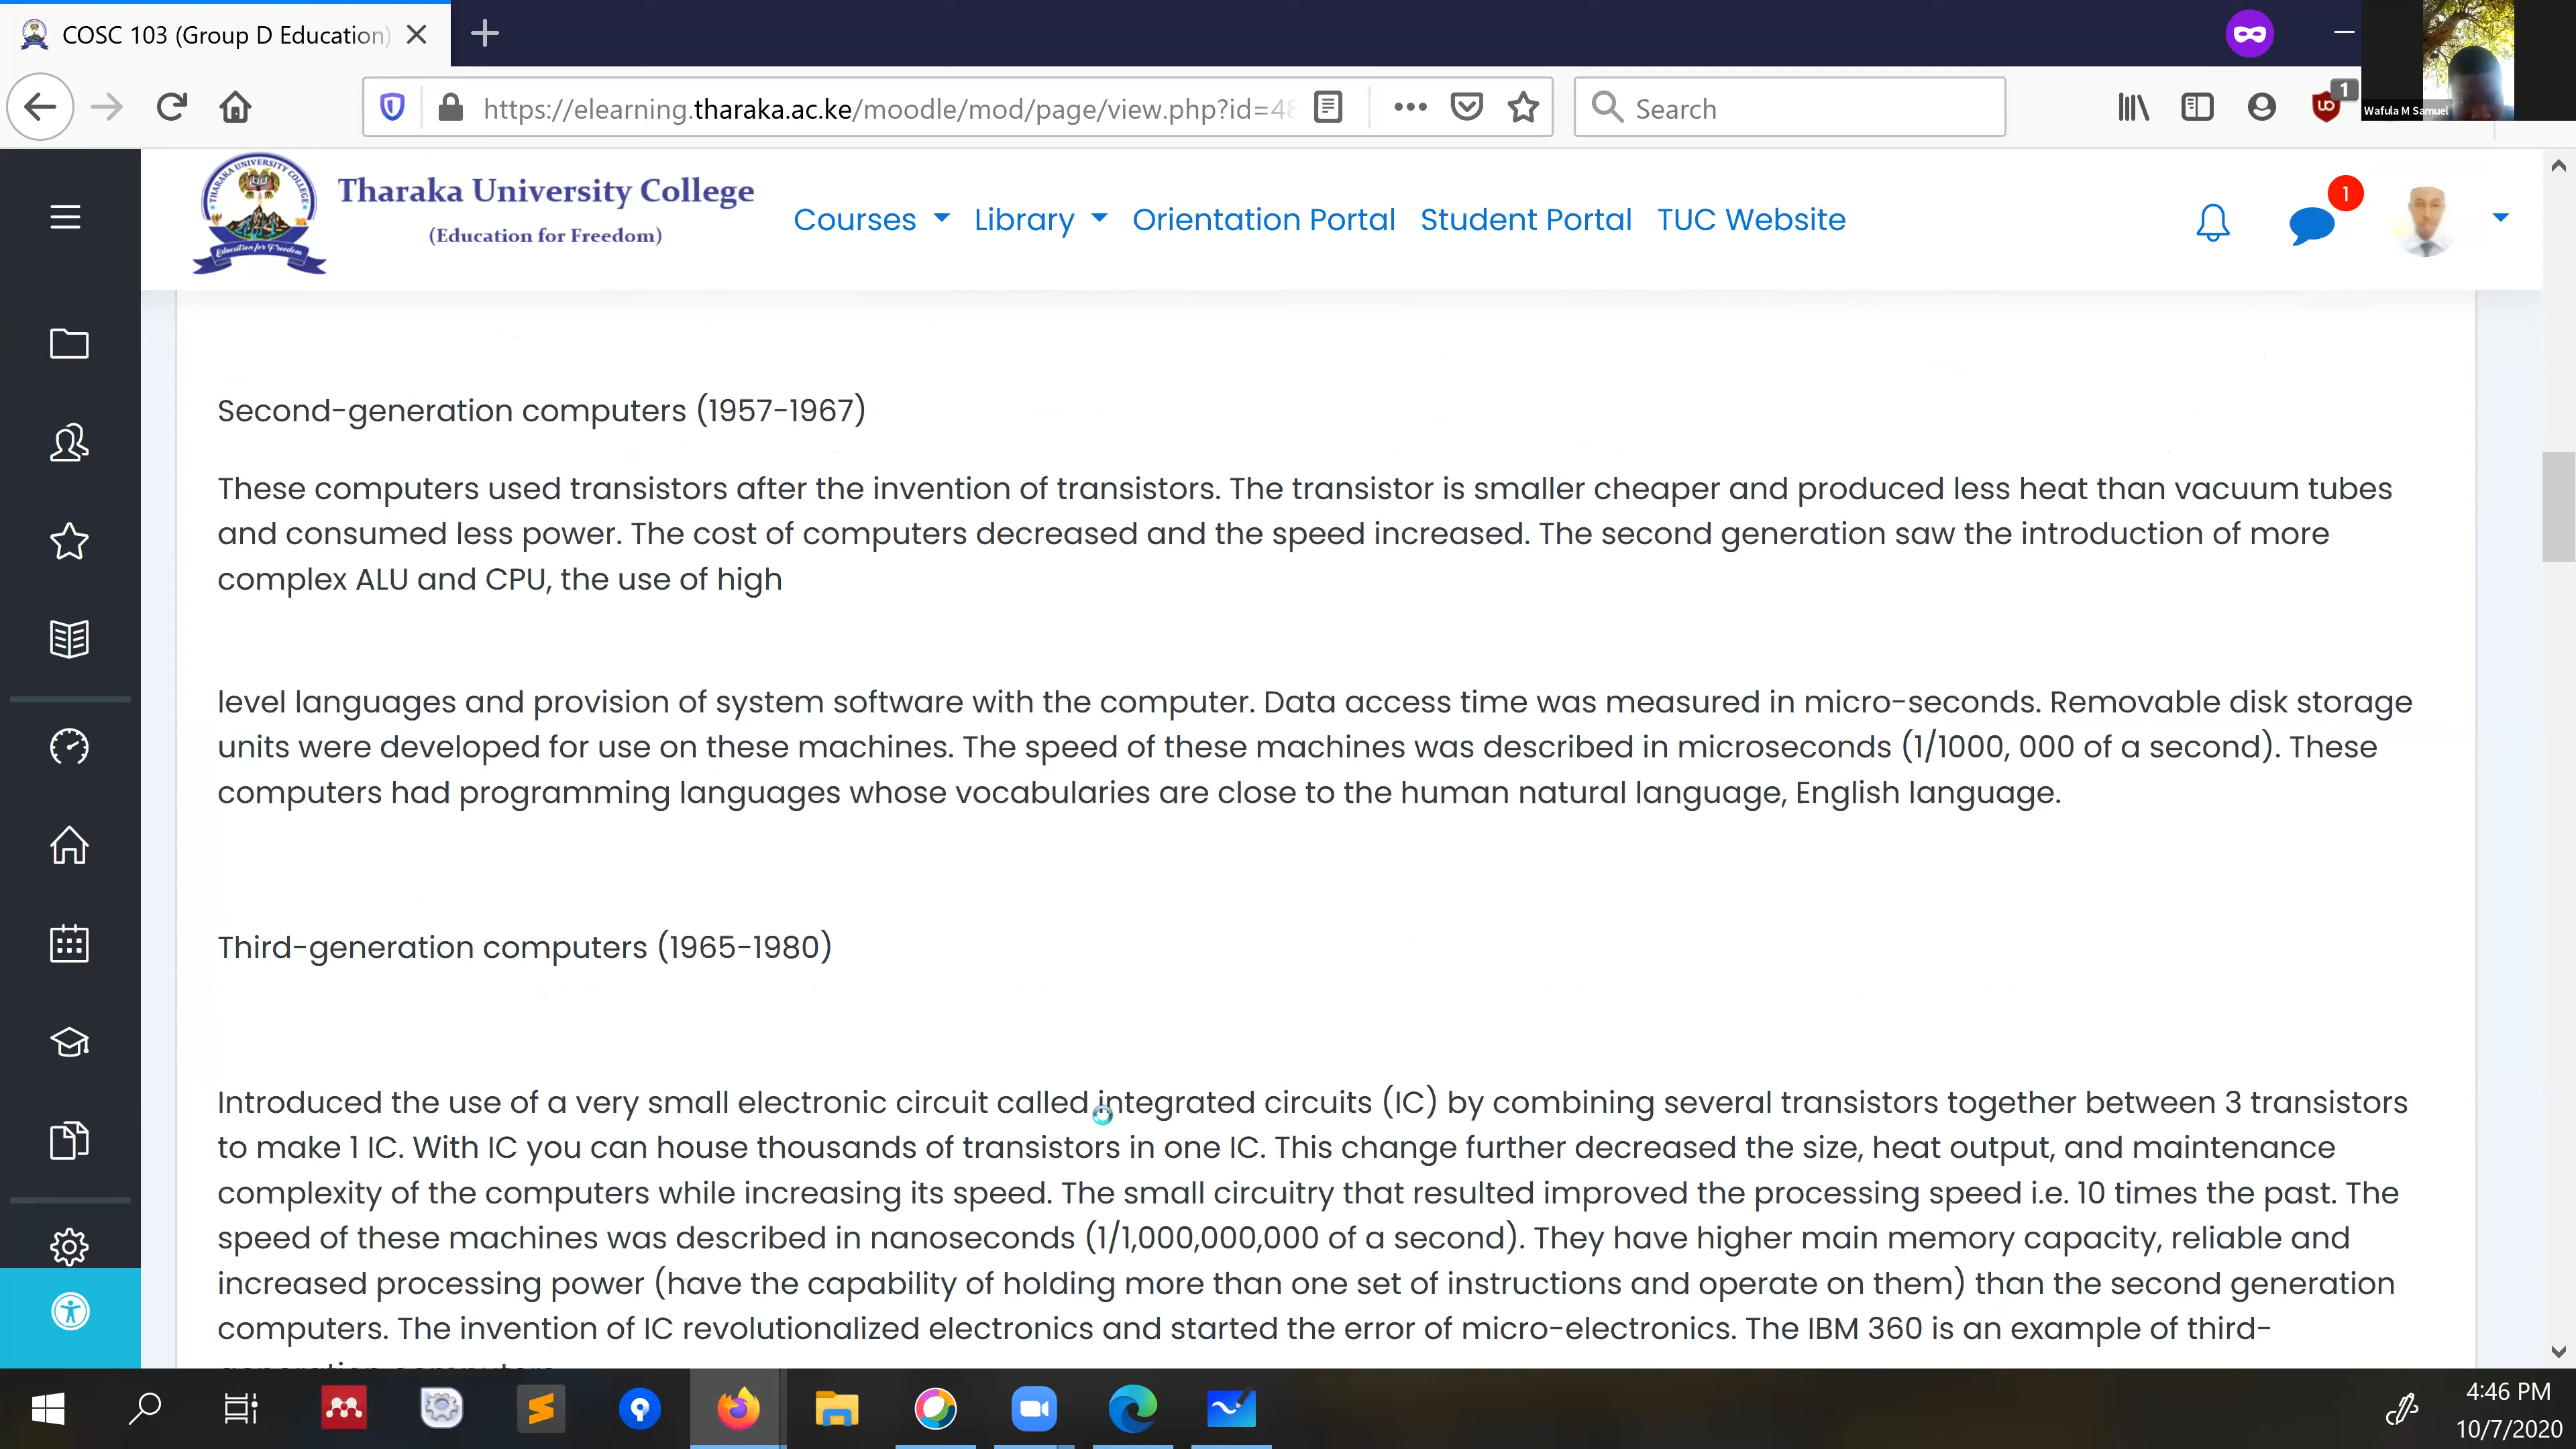 COSC 103 (Group D Education)
https://elearning.tharaka.ac.ke/moodle/mod/page/view.php?id=48
Search
1
Wafula M Samuel
Tharaka University College
(Education for Freedom)
THARAKA UNIVERSITY COLLEGE
Education for Freedom
Courses
Library
Orientation Portal
Student Portal
TUC Website
1
Second-generation computers (1957-1967)
These computers used transistors after the invention of transistors. The transistor is smaller cheaper and produced less heat than vacuum tubes
and consumed less power. The cost of computers decreased and the speed increased. The second generation saw the introduction of more
complex ALU and CPU, the use of high
level languages and provision of system software with the computer. Data access time was measured in micro-seconds. Removable disk storage
units were developed for use on these machines. The speed of these machines was described in microseconds (1/1000, 000 of a second). These
computers had programming languages whose vocabularies are close to the human natural language, English language.
Third-generation computers (1965-1980)
Introduced the use of a very small electronic circuit called integrated circuits (IC) by combining several transistors together between 3 transistors
to make 1 IC. With IC you can house thousands of transistors in one IC. This change further decreased the size, heat output, and maintenance
complexity of the computers while increasing its speed. The small circuitry that resulted improved the processing speed i.e. 10 times the past. The
speed of these machines was described in nanoseconds (1/1,000,000,000 of a second). They have higher main memory capacity, reliable and
increased processing power (have the capability of holding more than one set of instructions and operate on them) than the second generation
computers. The invention of IC revolutionalized electronics and started the error of micro-electronics. The IBM 360 is an example of third-
generation computers
4:46 PM
10/7/2020